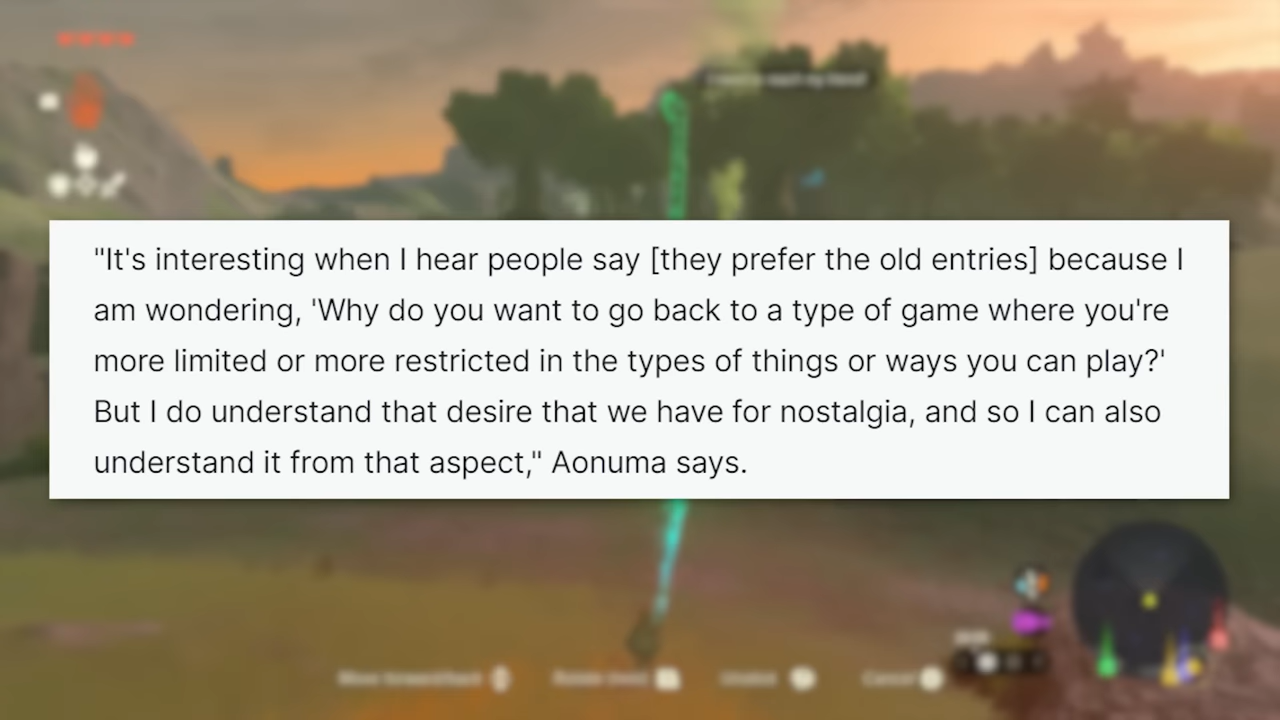 "It's interesting when I hear people say [they prefer the old entries] because I
am wondering, 'Why do you want to go back to a type of game where you're
more limited or more restricted in the types of things or ways you can play?'
But I do understand that desire that we have for nostalgia, and so I can also
understand it from that aspect," Aonuma says.
Cancel